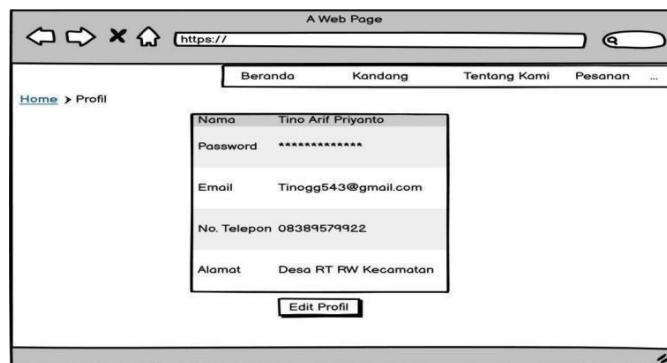 A Web Page
https://
Beranda Kandang Tentang Kami Pesanan ...
Home > Profil
Nama Tino Arif Priyanto
Password *************
Email Tinogg543@gmail.com
No. Telepon 08389579922
Alamat Desa RT RW Kecamatan
Edit Profil